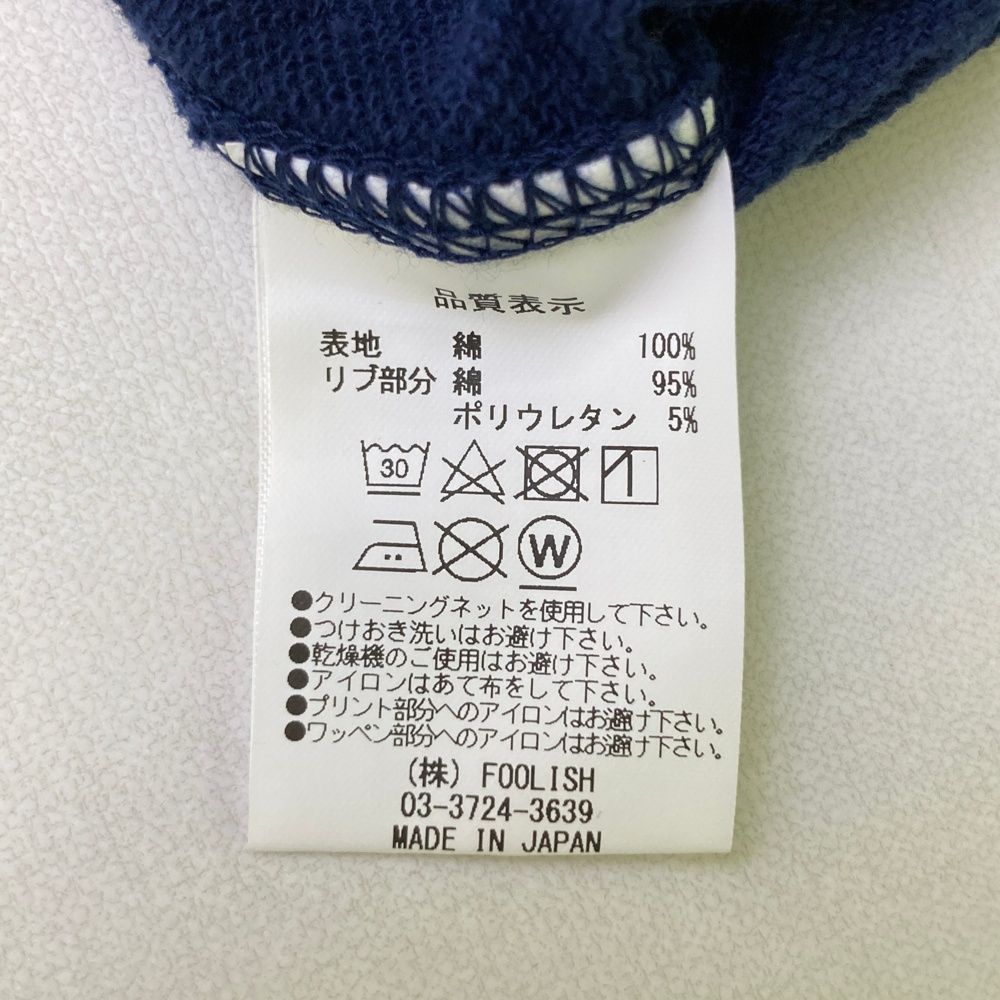 品質表示
表地 綿 100%
リブ部分 綿 95%
ポリウレタン 5%
30
W
●クリーニングネットを使用して下さい。
●つけおき洗いはお避け下さい。
●乾燥機のご使用はお避け下さい。
●アイロンはあて布をして下さい。
●プリント部分へのアイロンはお避け下さい。
●ワッペン部分へのアイロンはお避け下さい。
(株) FOOLISH
03-3724-3639
MADE IN JAPAN